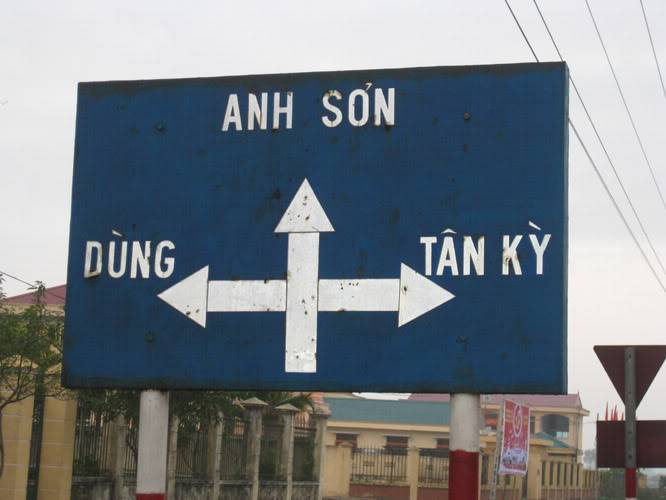 ANH SƠN
DÙNG
TÂN KỲ